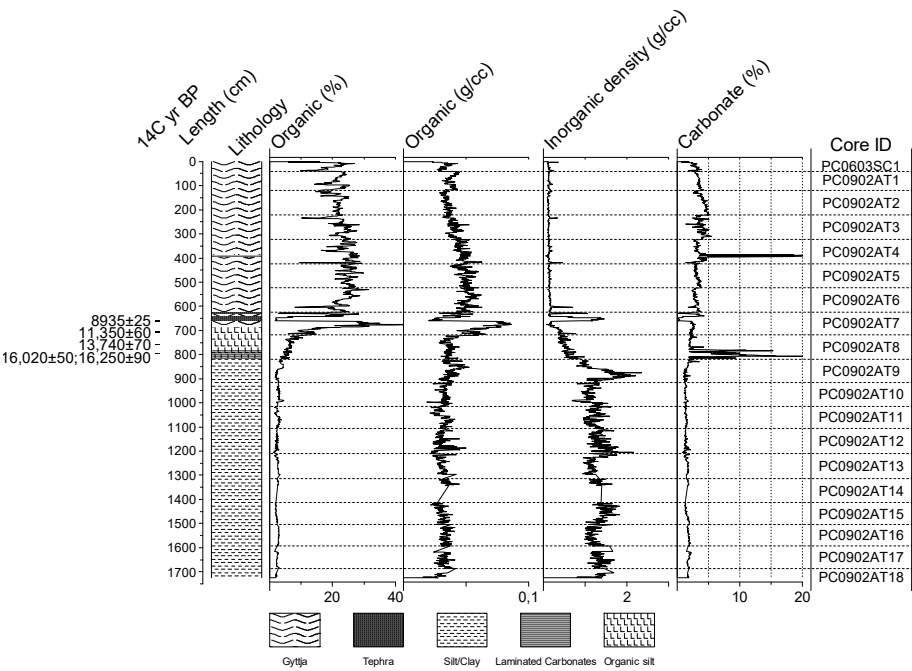 14C yr BP
Length (cm)
Lithology
Organic (%)
Organic (g/cc)
Inorganic density (g/cc)
Carbonate (%)
Core ID
0
100
200
300
400
500
600
700
800
900
1000
1100
1200
1300
1400
1500
1600
1700
8935±25
11,350±60
13,740±70
16,020±50;16,250±90
PC0603SC1
PC0902AT1
PC0902AT2
PC0902AT3
PC0902AT4
PC0902AT5
PC0902AT6
PC0902AT7
PC0902AT8
PC0902AT9
PC0902AT10
PC0902AT11
PC0902AT12
PC0902AT13
PC0902AT14
PC0902AT15
PC0902AT16
PC0902AT17
PC0902AT18
20 40
0,1
2
10 20
Gyttja Tephra Silt/Clay Laminated Carbonates Organic silt